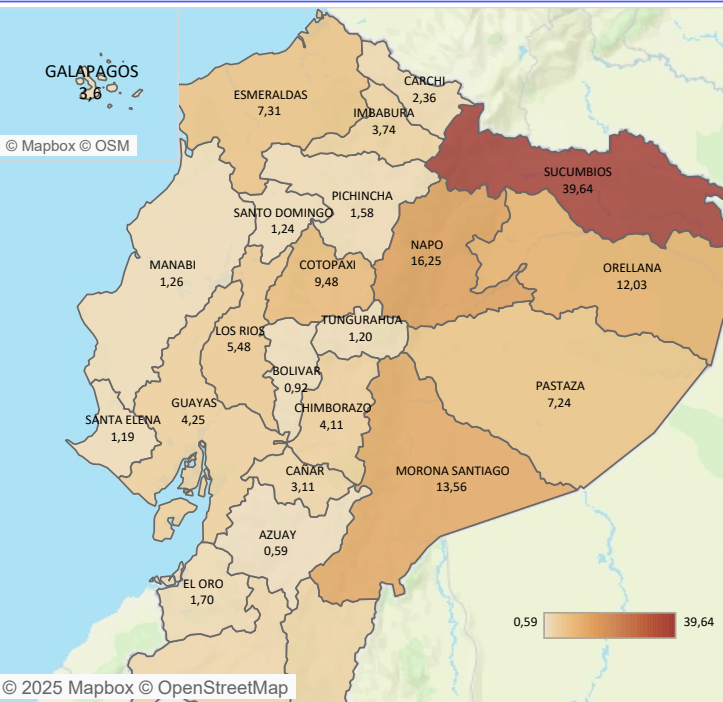 GALAPAGOS
3,6
© Mapbox © OSM
ESMERALDAS
7,31
CARCHI
2,36
IMBABURA
3,74
SUCUMBIOS
39,64
PICHINCHA
1,58
SANTO DOMINGO
1,24
NAPO
16,25
MANABI
1,26
COTOPAXI
9,48
ORELLANA
12,03
TUNGURAHUA
1,20
LOS RIOS
5,48
BOLIVAR
0,92
PASTAZA
7,24
GUAYAS
4,25
CHIMBORAZO
4,11
SANTA ELENA
1,19
CAÑAR
3,11
MORONA SANTIAGO
13,56
AZUAY
0,59
EL ORO
1,70
0,59
39,64
© 2025 Mapbox © OpenStreetMap